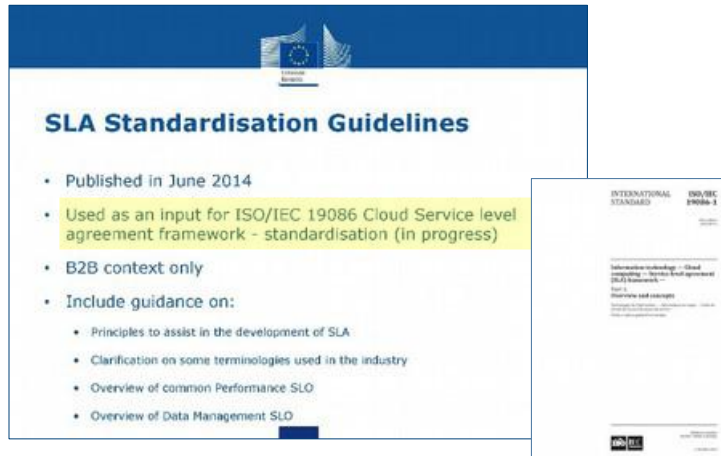 SLA Standardisation Guidelines
• Published in June 2014
• Used as an input for ISO/IEC 19086 Cloud Service level
agreement framework - standardisation (in progress)
• B2B context only
• Include guidance on:
• Principles to assist in the development of SLA
• Clarification on some terminologies used in the industry
• Overview of common Performance SLO
• Overview of Data Management SLO
INTERNATIONAL
STANDARD
ISO/IEC
19086-1
Information technology — Cloud
computing — Service level agreement
(SLA) framework —
Part 1:
Overview and concepts